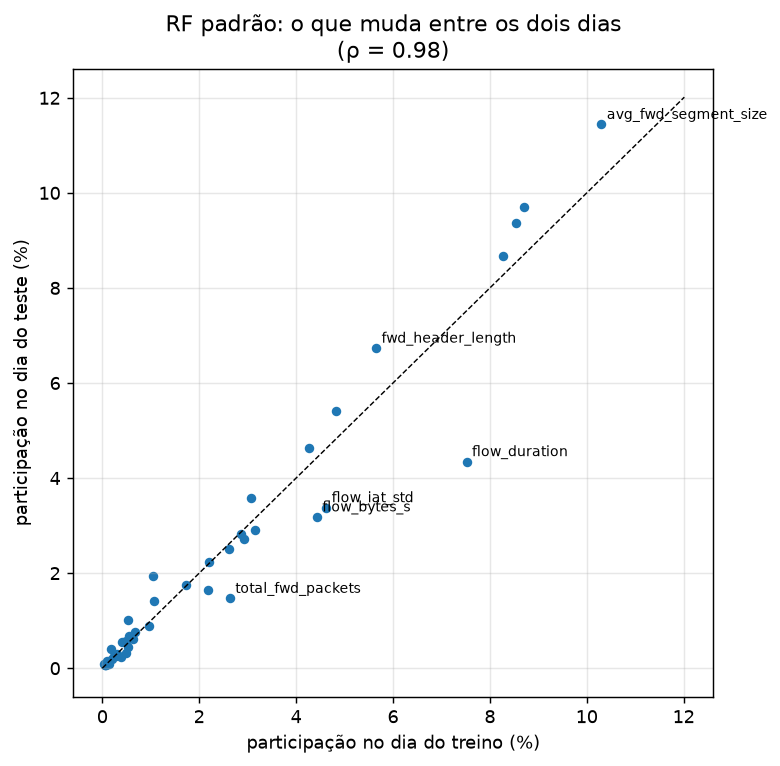 RF padrão: o que muda entre os dois dias
(ρ = 0.98)
participação no dia do teste (%)
12
10
8
6
4
2
0
avg_fwd_segment_size
fwd_header_length
flow_duration
flow_iat_std
flow_bytes_s
total_fwd_packets
0 2 4 6 8 10 12
participação no dia do treino (%)